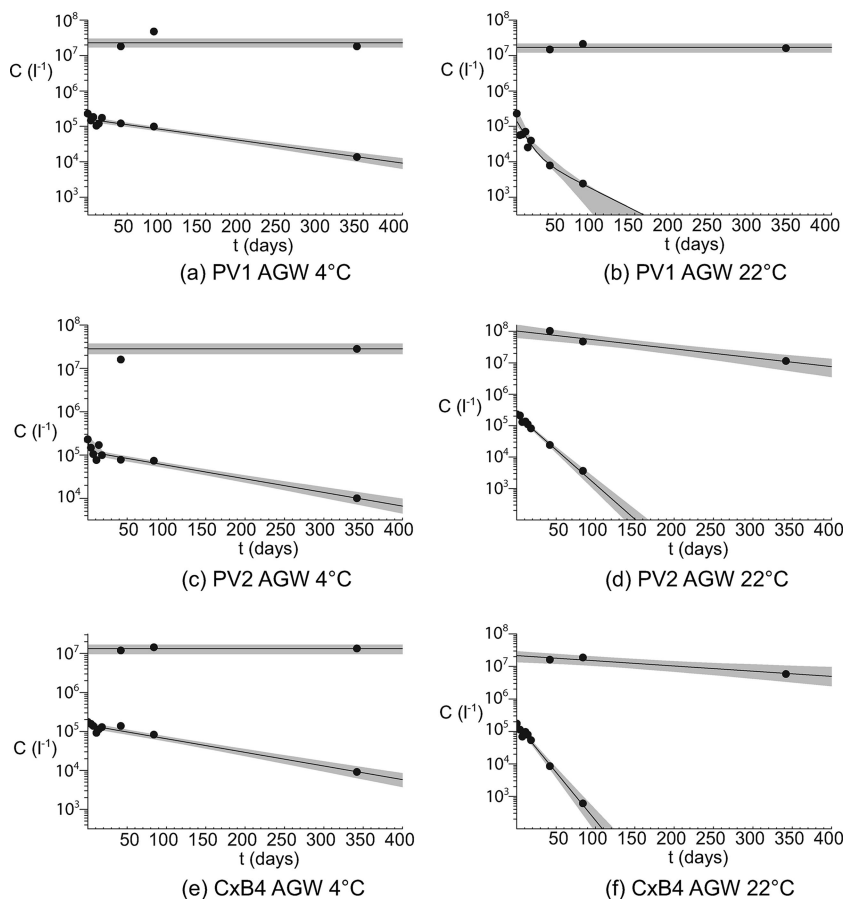 10⁸
10⁷
C (l⁻¹)
10⁶
10⁵
10⁴
10³
50 100 150 200 250 300 350 400
t (days)
(a) PV1 AGW 4°C
10⁸
10⁷
C (l⁻¹)
10⁶
10⁵
10⁴
10³
50 100 150 200 250 300 350 400
t (days)
(b) PV1 AGW 22°C
10⁸
10⁷
10⁶
C (l⁻¹)
10⁵
10⁴
50 100 150 200 250 300 350 400
t (days)
(c) PV2 AGW 4°C
10⁸
10⁷
10⁶
C (l⁻¹)
10⁵
10⁴
10³
50 100 150 200 250 300 350 400
t (days)
(d) PV2 AGW 22°C
10⁷
10⁶
C (l⁻¹)
10⁵
10⁴
10³
50 100 150 200 250 300 350 400
t (days)
(e) CxB4 AGW 4°C
10⁸
10⁷
10⁶
C (l⁻¹)
10⁵
10⁴
10³
50 100 150 200 250 300 350 400
t (days)
(f) CxB4 AGW 22°C